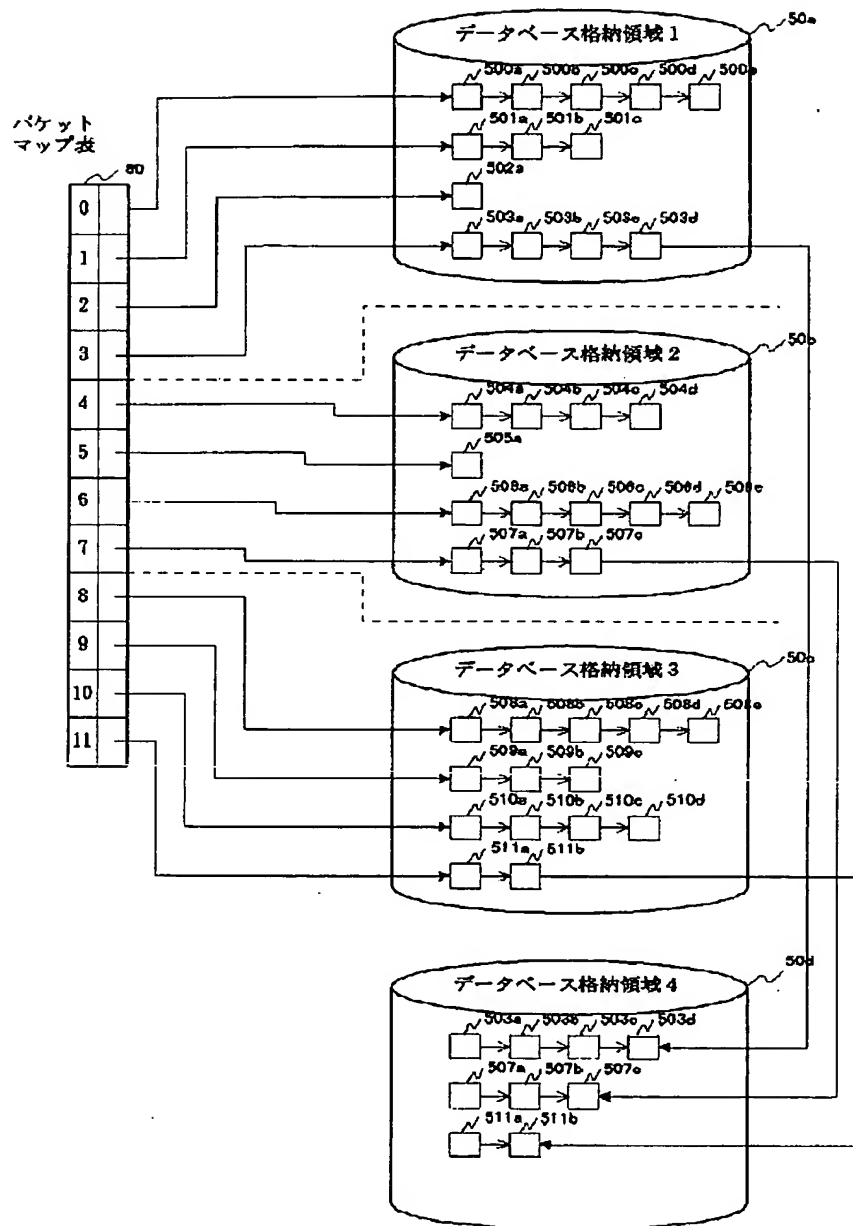 データベース格納領域1
50a
500a 500b 500c 500d 500e
501a 501b 501c
502a
503a 503b 503c 503d
バケット
マップ表
80
0
1
2
3
4
5
6
7
8
9
10
11
データベース格納領域2
50b
504a 504b 504c 504d
505a
506a 506b 506c 506d 506e
507a 507b 507c
データベース格納領域3
50c
508a 508b 508c 508d 508e
509a 509b 509c
510a 510b 510c 510d
511a 511b
データベース格納領域4
50d
503a 503b 503c 503d
507a 507b 507c
511a 511b